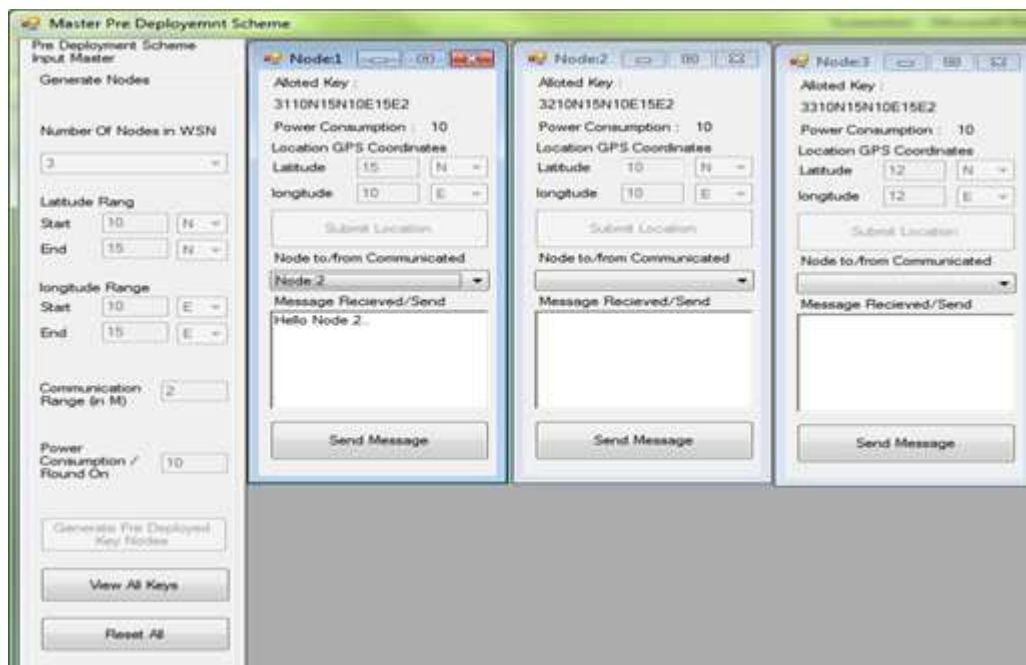 Master Pre Deployemnt Scheme
Pre Deployment Scheme
Input Master
Generate Nodes
Number Of Nodes in WSN
3
Latitude Rang
Start 10 N
End 15 N
longitude Range
Start 10 E
End 15 E
Communication
Range (in M) 2
Power
Consumption /
Round On 10
Generate Pre Deployed
Key Nodes
View All Keys
Reset All
Node:1
Alloted Key :
3110N15N10E15E2
Power Consumption : 10
Location GPS Coordinates
Latitude 15 N
longitude 10 E
Submit Location
Node to/from Communicated
Node:2
Message Recieved/Send
Hello Node 2..
Send Message
Node:2
Alloted Key :
3210N15N10E15E2
Power Consumption : 10
Location GPS Coordinates
Latitude 10 N
longitude 10 E
Submit Location
Node to/from Communicated
Message Recieved/Send
Send Message
Node:3
Alloted Key :
3310N15N10E15E2
Power Consumption : 10
Location GPS Coordinates
Latitude 12 N
longitude 12 E
Submit Location
Node to/from Communicated
Message Recieved/Send
Send Message